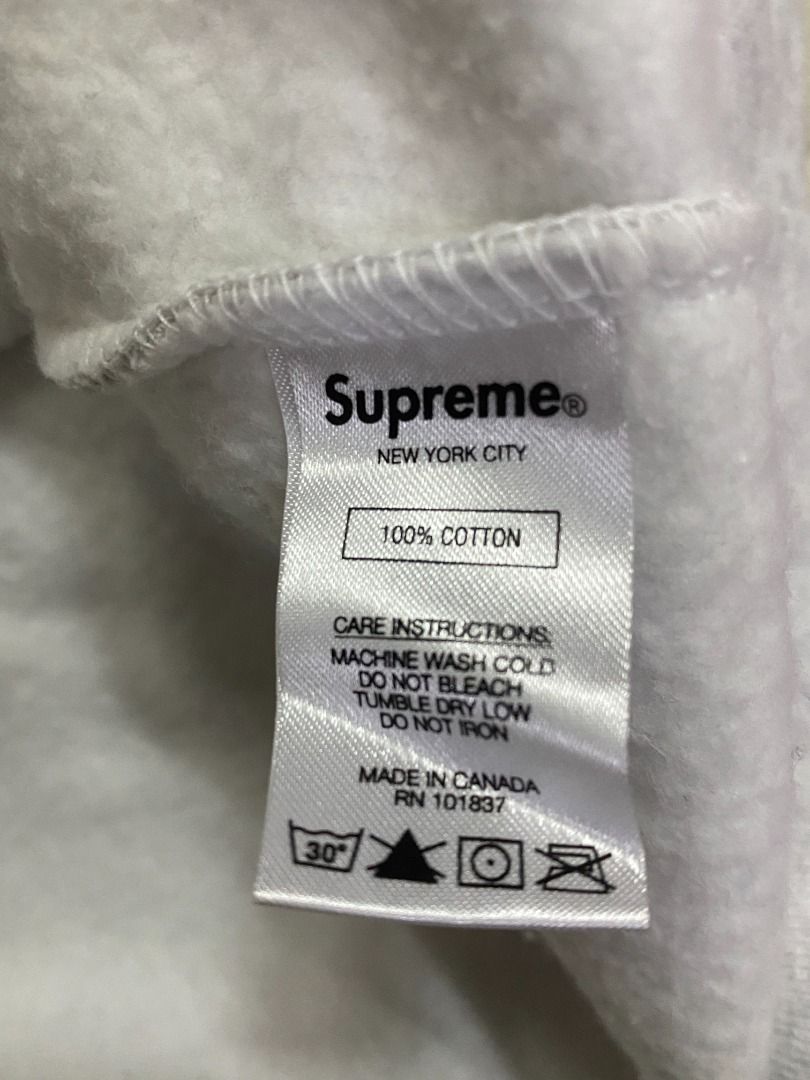 Supreme®
NEW YORK CITY
100% COTTON
CARE INSTRUCTIONS:
MACHINE WASH COLD
DO NOT BLEACH
TUMBLE DRY LOW
DO NOT IRON
MADE IN CANADA
RN 101837
30°